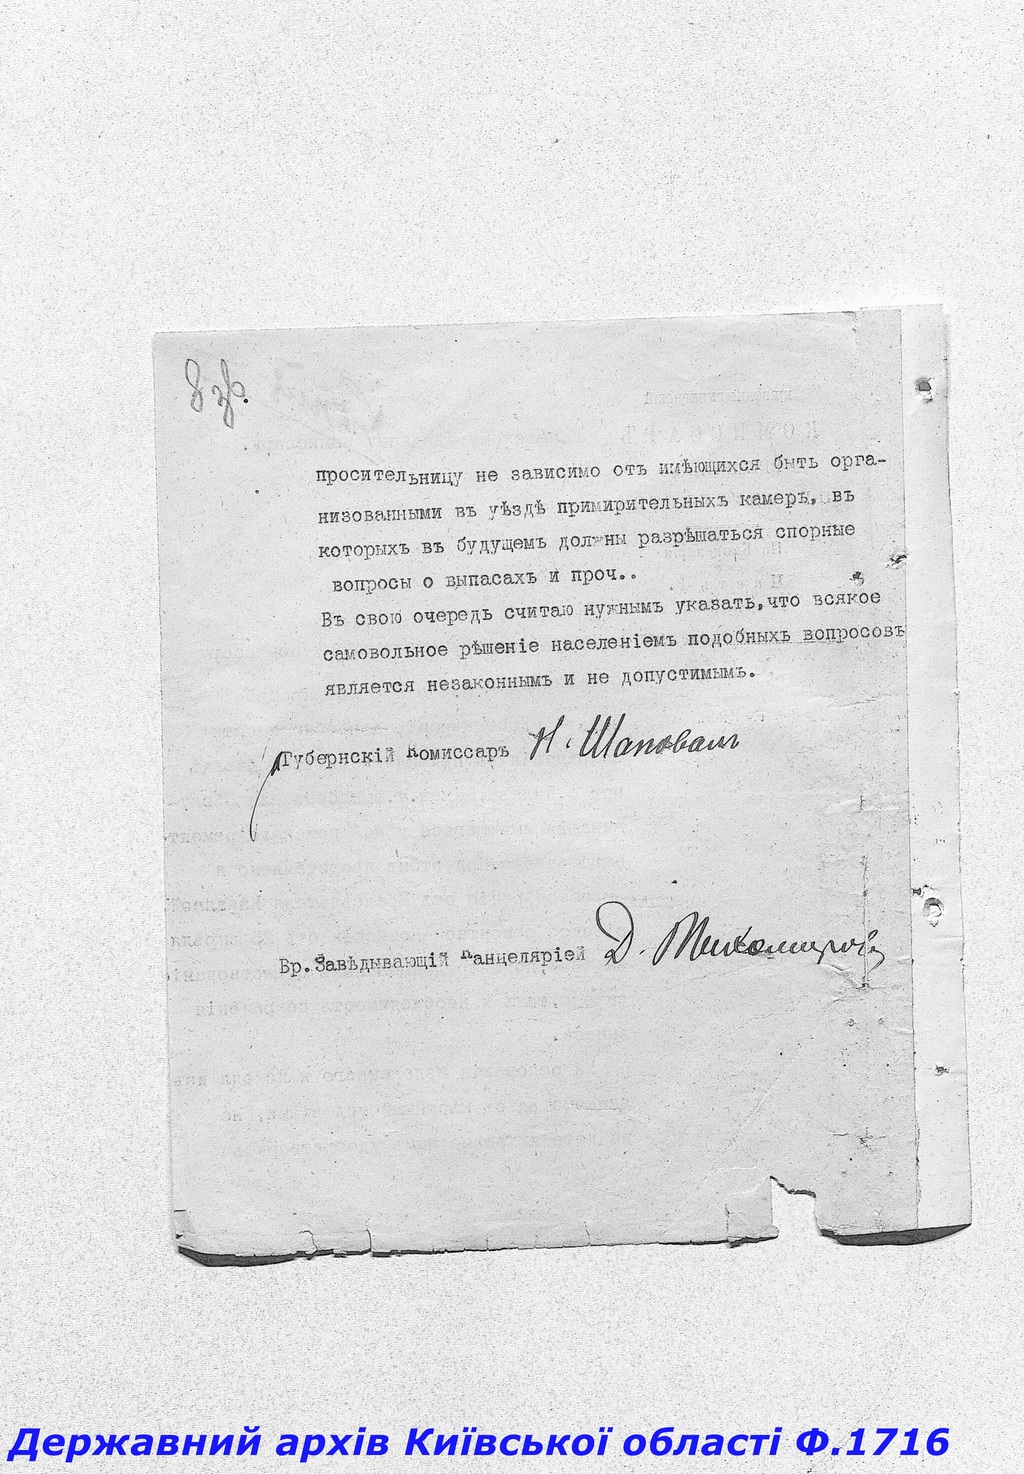 8 зв.
просительницу не зависимо отъ имѣющихся быть орга-
низованными въ уѣздѣ примирительныхъ камеръ, въ
которыхъ въ будущемъ должны разрѣшаться спорные
вопросы о выпасахъ и проч..
Въ свою очередь считаю нужнымъ указать, что всякое
самовольное рѣшеніе населеніемъ подобныхъ вопросовъ
является незаконнымъ и не допустимымъ.
Губернскій Комиссаръ Н. Шаповал
Вр. Завѣдывающій Канцеляріей Д.
Державний архів Київської області Ф.1716